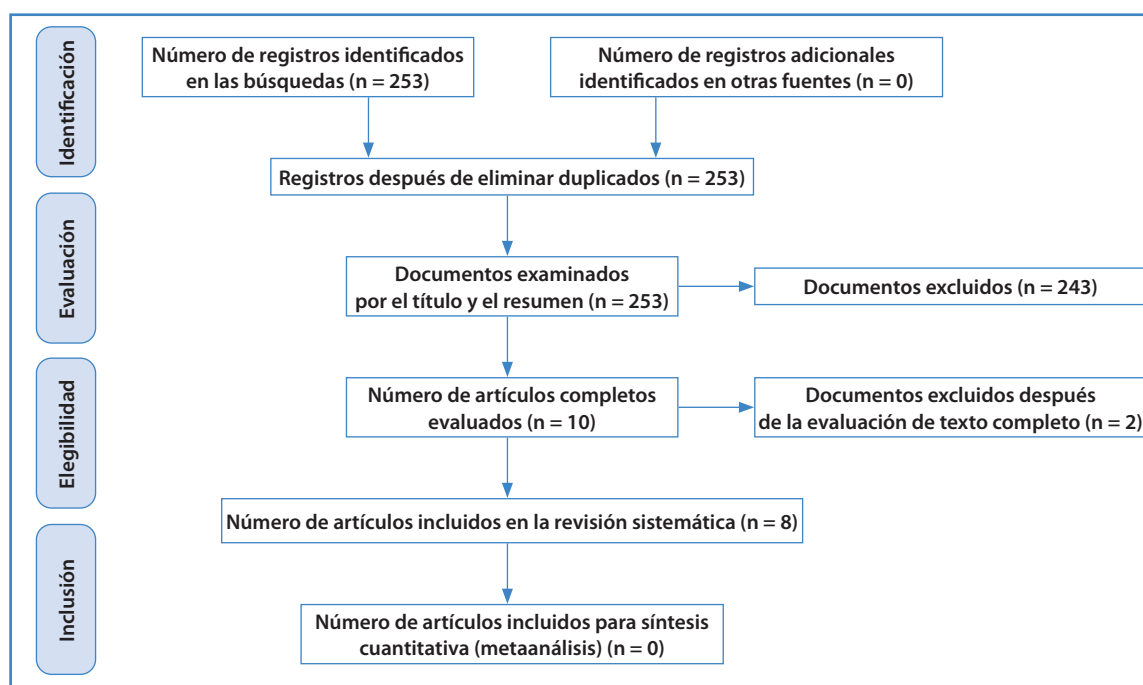 Identificación
Número de registros identificados
en las búsquedas (n = 253)
Número de registros adicionales
identificados en otras fuentes (n = 0)
Registros después de eliminar duplicados (n = 253)
Evaluación
Documentos examinados
por el título y el resumen (n = 253)
Documentos excluidos (n = 243)
Elegibilidad
Número de artículos completos
evaluados (n = 10)
Documentos excluidos después
de la evaluación de texto completo (n = 2)
Número de artículos incluidos en la revisión sistemática (n = 8)
Inclusión
Número de artículos incluidos para síntesis
cuantitativa (metaanálisis) (n = 0)